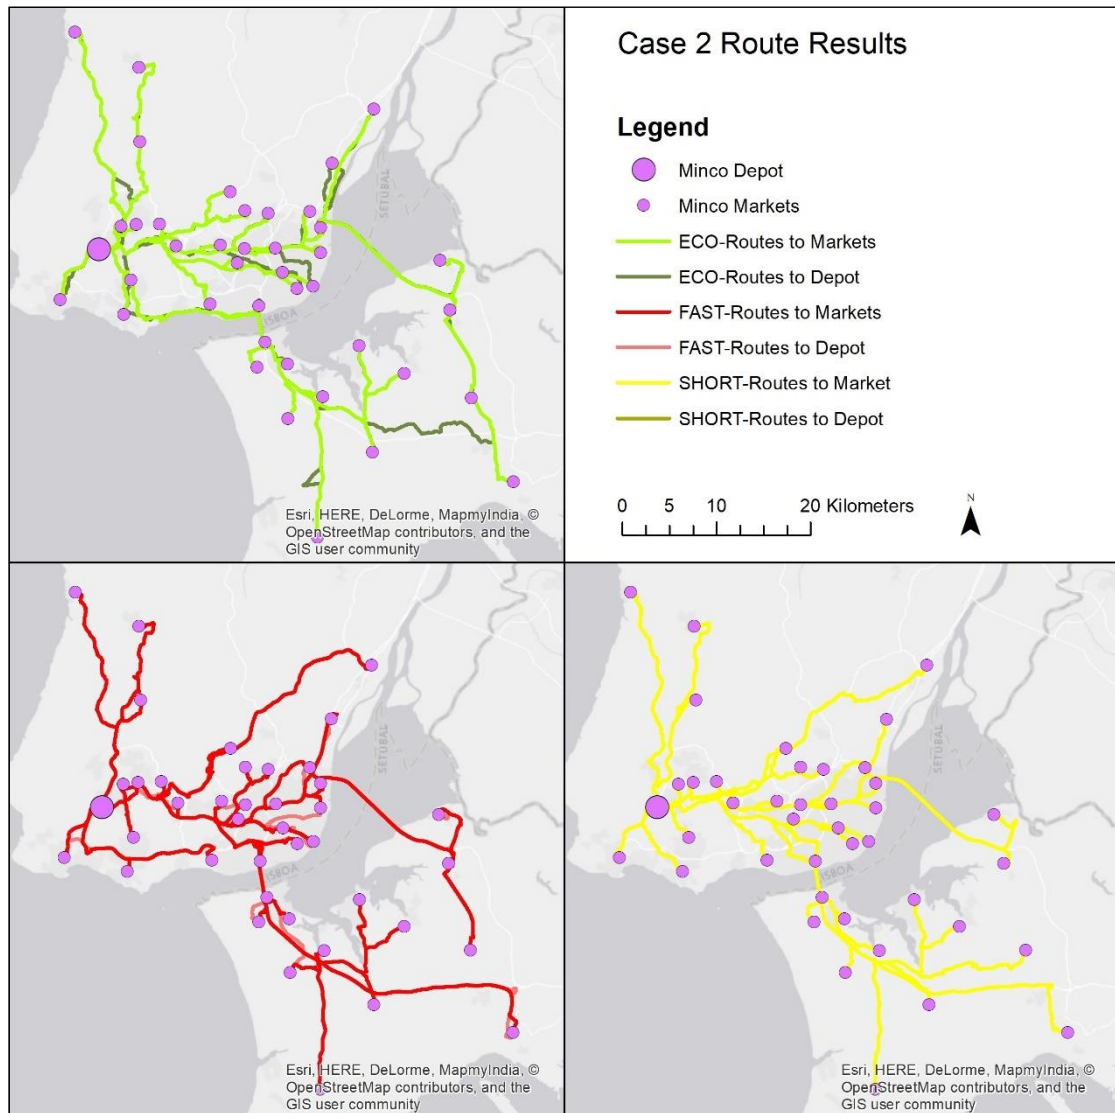 SETÚBAL
LISBOA
Esri, HERE, DeLorme, MapmyIndia, ©
OpenStreetMap contributors, and the
GIS user community
Case 2 Route Results
Legend
Minco Depot
Minco Markets
ECO-Routes to Markets
ECO-Routes to Depot
FAST-Routes to Markets
FAST-Routes to Depot
SHORT-Routes to Market
SHORT-Routes to Depot
0 5 10 20 Kilometers
N
SETÚBAL
LISBOA
Esri, HERE, DeLorme, MapmyIndia, ©
OpenStreetMap contributors, and the
GIS user community
SETÚBAL
LISBOA
Esri, HERE, DeLorme, MapmyIndia, ©
OpenStreetMap contributors, and the
GIS user community